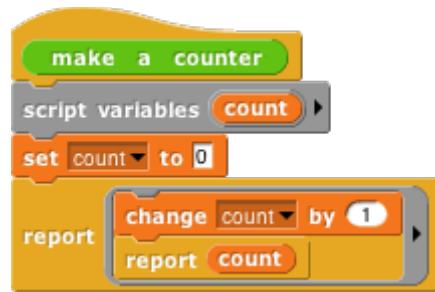 make a counter
script variables count
set count to 0
change count by 1
report
report count